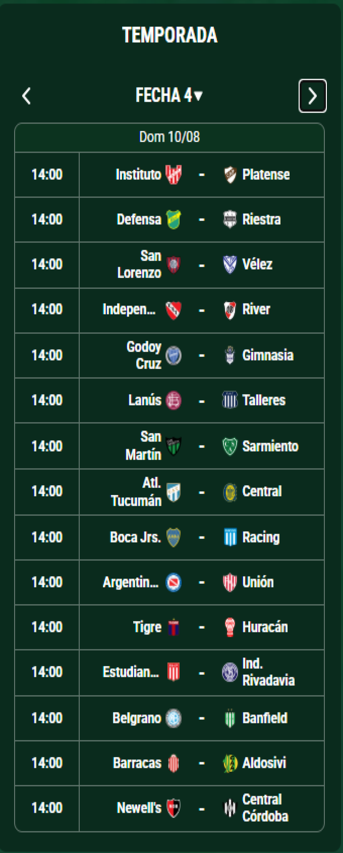 TEMPORADA
FECHA 4▾
Dom 10/08
14:00 Instituto - Platense
14:00 Defensa - Riestra
14:00 San Lorenzo - Vélez
14:00 Indepen... - River
14:00 Godoy Cruz - Gimnasia
14:00 Lanús - Talleres
14:00 San Martín - Sarmiento
14:00 Atl. Tucumán - Central
14:00 Boca Jrs. - Racing
14:00 Argentin... - Unión
14:00 Tigre - Huracán
14:00 Estudian... - Ind. Rivadavia
14:00 Belgrano - Banfield
14:00 Barracas - Aldosivi
14:00 Newell's - Central Córdoba